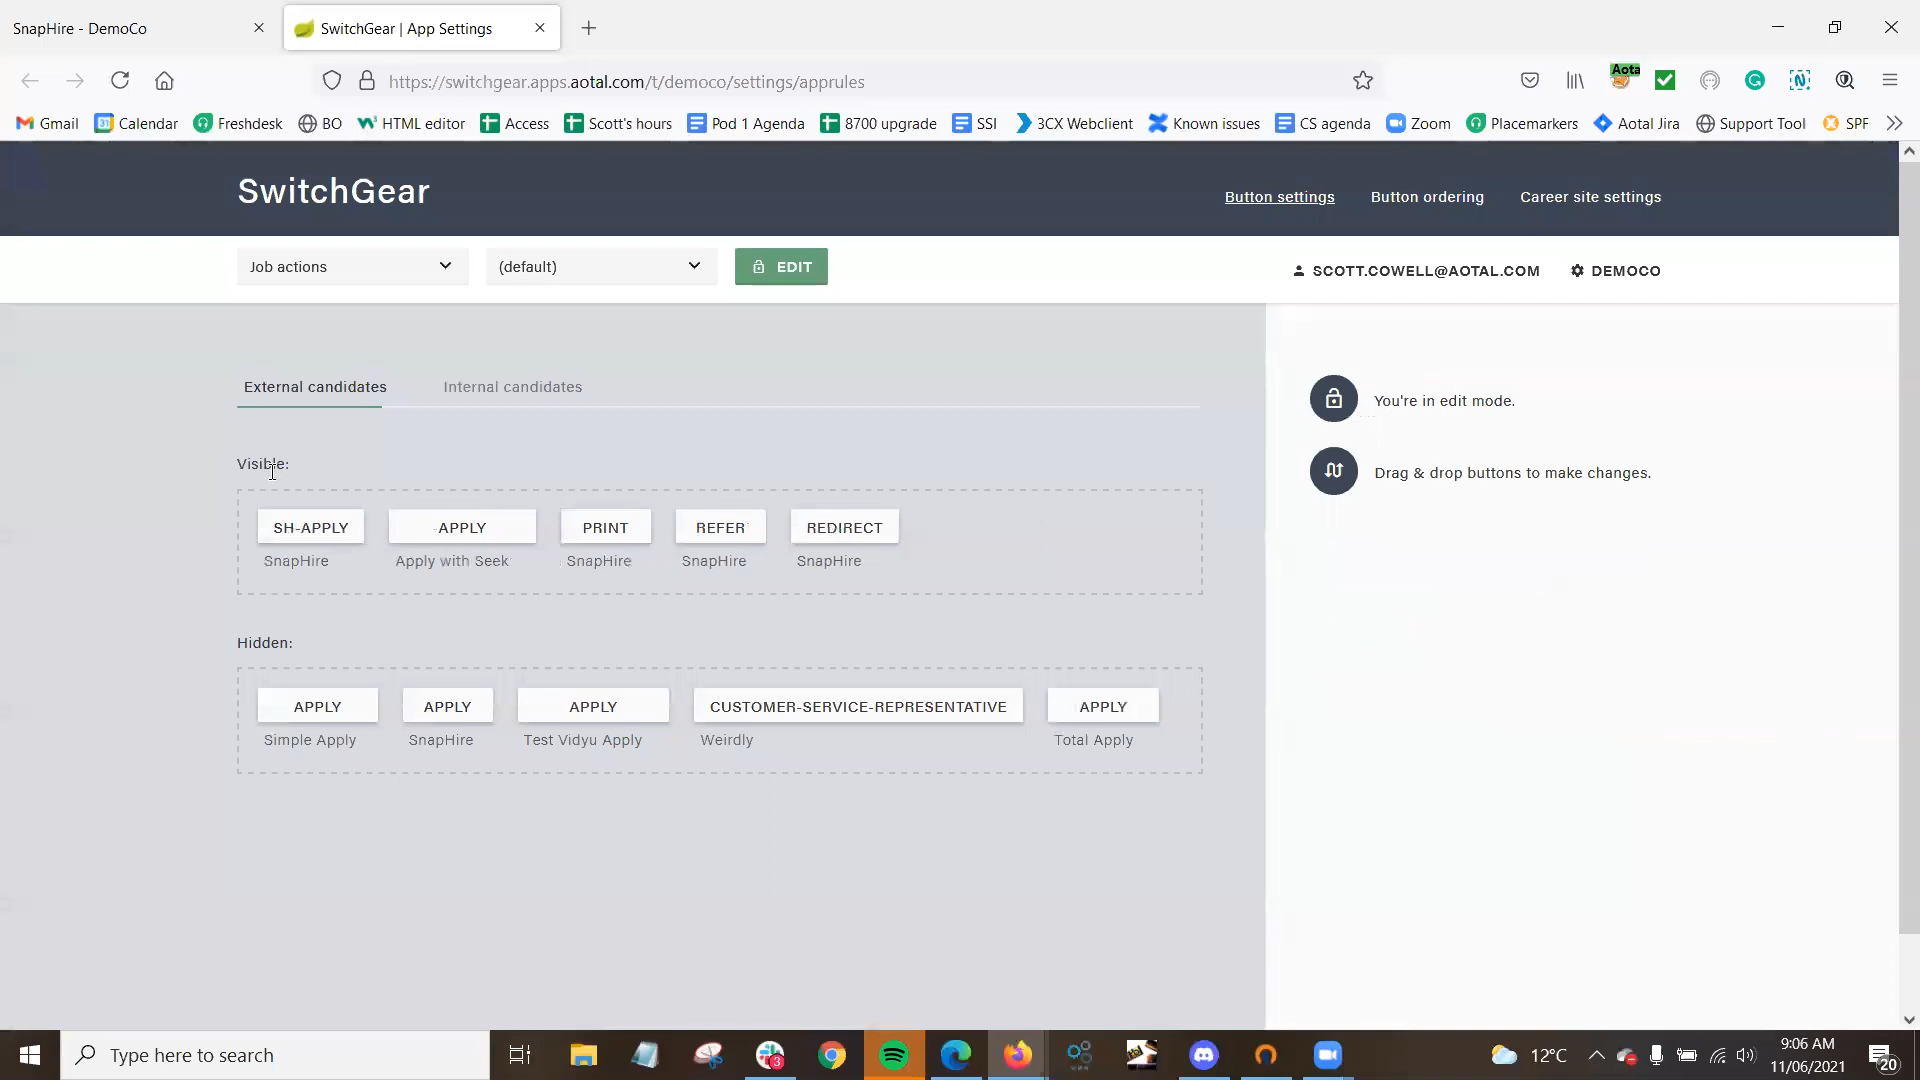 SnapHire - DemoCo
SwitchGear | App Settings
https://switchgear.apps.aotal.com/t/democo/settings/apprules
Aota
Gmail Calendar Freshdesk BO HTML editor Access Scott's hours Pod 1 Agenda 8700 upgrade SSI 3CX Webclient Known issues CS agenda Zoom Placemarkers Aotal Jira Support Tool SPF
SwitchGear
Button settings Button ordering Career site settings
Job actions (default) EDIT SCOTT.COWELL@AOTAL.COM DEMOCO
External candidates Internal candidates
You're in edit mode.
Drag & drop buttons to make changes.
Visible:
SH-APPLY APPLY PRINT REFER REDIRECT
SnapHire Apply with Seek SnapHire SnapHire SnapHire
Hidden:
APPLY APPLY APPLY CUSTOMER-SERVICE-REPRESENTATIVE APPLY
Simple Apply SnapHire Test Vidyu Apply Weirdly Total Apply
Type here to search
3
12°C
9:06 AM
11/06/2021
20